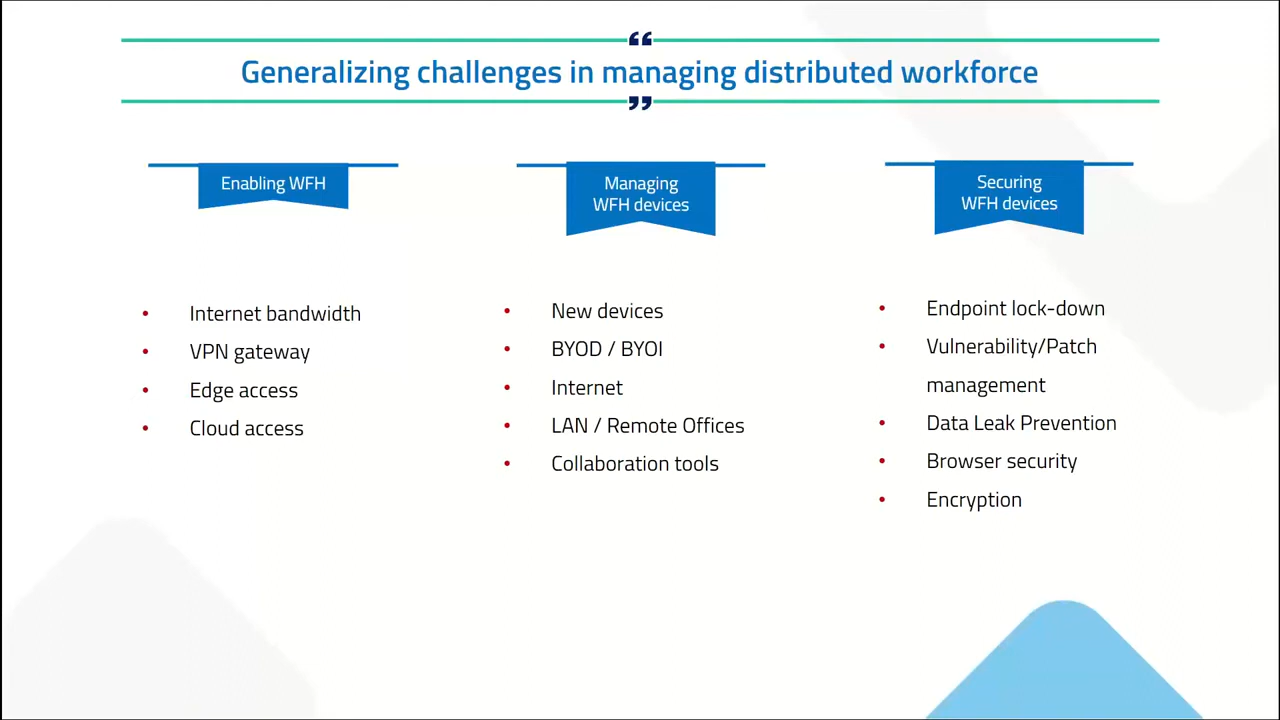 “
Generalizing challenges in managing distributed workforce
”
Enabling WFH
• Internet bandwidth
• VPN gateway
• Edge access
• Cloud access
Managing
WFH devices
• New devices
• BYOD / BYOI
• Internet
• LAN / Remote Offices
• Collaboration tools
Securing
WFH devices
• Endpoint lock-down
• Vulnerability/Patch
management
• Data Leak Prevention
• Browser security
• Encryption